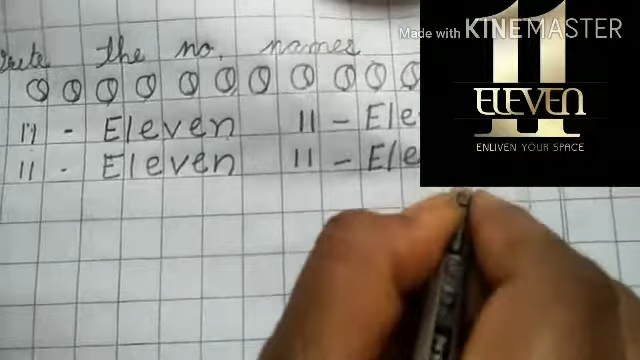 Made with KINEMASTER
the no. names
11 - Eleven 11 - Ele
11 - Eleven 11 - Ele
11
ELEVEN
ENLIVEN YOUR SPACE